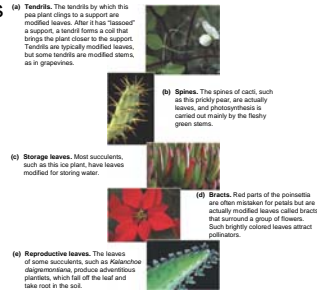 s
(a) Tendrils. The tendrils by which this
pea plant clings to a support are
modified leaves. After it has "lassoed"
a support, a tendril forms a coil that
brings the plant closer to the support.
Tendrils are typically modified leaves,
but some tendrils are modified stems,
as in grapevines.
(b) Spines. The spines of cacti, such
as this prickly pear, are actually
leaves, and photosynthesis is
carried out mainly by the fleshy
green stems.
(c) Storage leaves. Most succulents,
such as this ice plant, have leaves
modified for storing water.
(d) Bracts. Red parts of the poinsettia
are often mistaken for petals but are
actually modified leaves called bracts
that surround a group of flowers.
Such brightly colored leaves attract
pollinators.
(e) Reproductive leaves. The leaves
of some succulents, such as Kalanchoe
daigremontiana, produce adventitious
plantlets, which fall off the leaf and
take root in the soil.